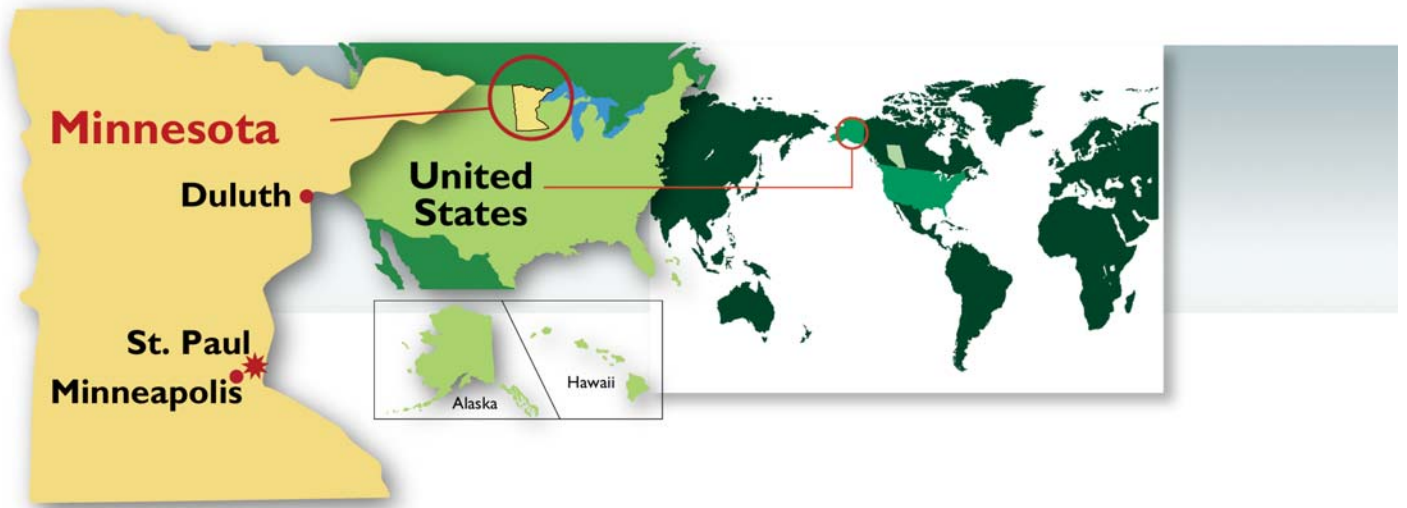 Minnesota
Duluth
St. Paul
Minneapolis
United
States
Alaska
Hawaii